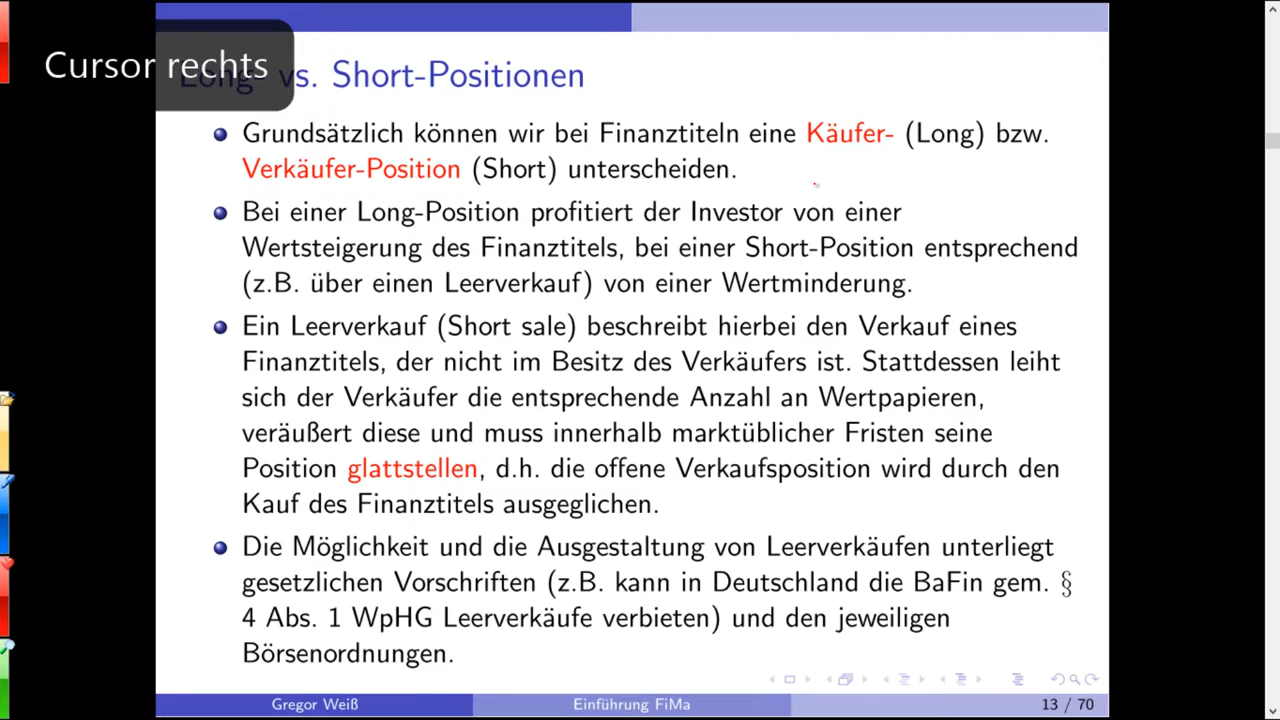 Cursor rechts
Long- vs. Short-Positionen
Grundsätzlich können wir bei Finanztiteln eine Käufer- (Long) bzw.
Verkäufer-Position (Short) unterscheiden.
Bei einer Long-Position profitiert der Investor von einer
Wertsteigerung des Finanztitels, bei einer Short-Position entsprechend
(z.B. über einen Leerverkauf) von einer Wertminderung.
Ein Leerverkauf (Short sale) beschreibt hierbei den Verkauf eines
Finanztitels, der nicht im Besitz des Verkäufers ist. Stattdessen leiht
sich der Verkäufer die entsprechende Anzahl an Wertpapieren,
veräußert diese und muss innerhalb marktüblicher Fristen seine
Position glattstellen, d.h. die offene Verkaufsposition wird durch den
Kauf des Finanztitels ausgeglichen.
Die Möglichkeit und die Ausgestaltung von Leerverkäufen unterliegt
gesetzlichen Vorschriften (z.B. kann in Deutschland die BaFin gem. §
4 Abs. 1 WpHG Leerverkäufe verbieten) und den jeweiligen
Börsenordnungen.
Gregor Weiß Einführung FiMa 13 / 70